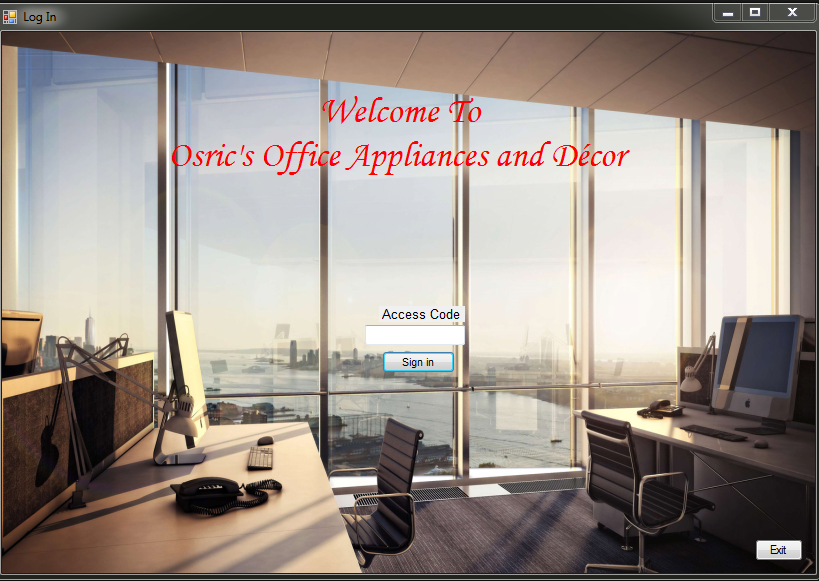 Log In
Welcome To
Osric's Office Appliances and Décor
Access Code
Sign in
Exit